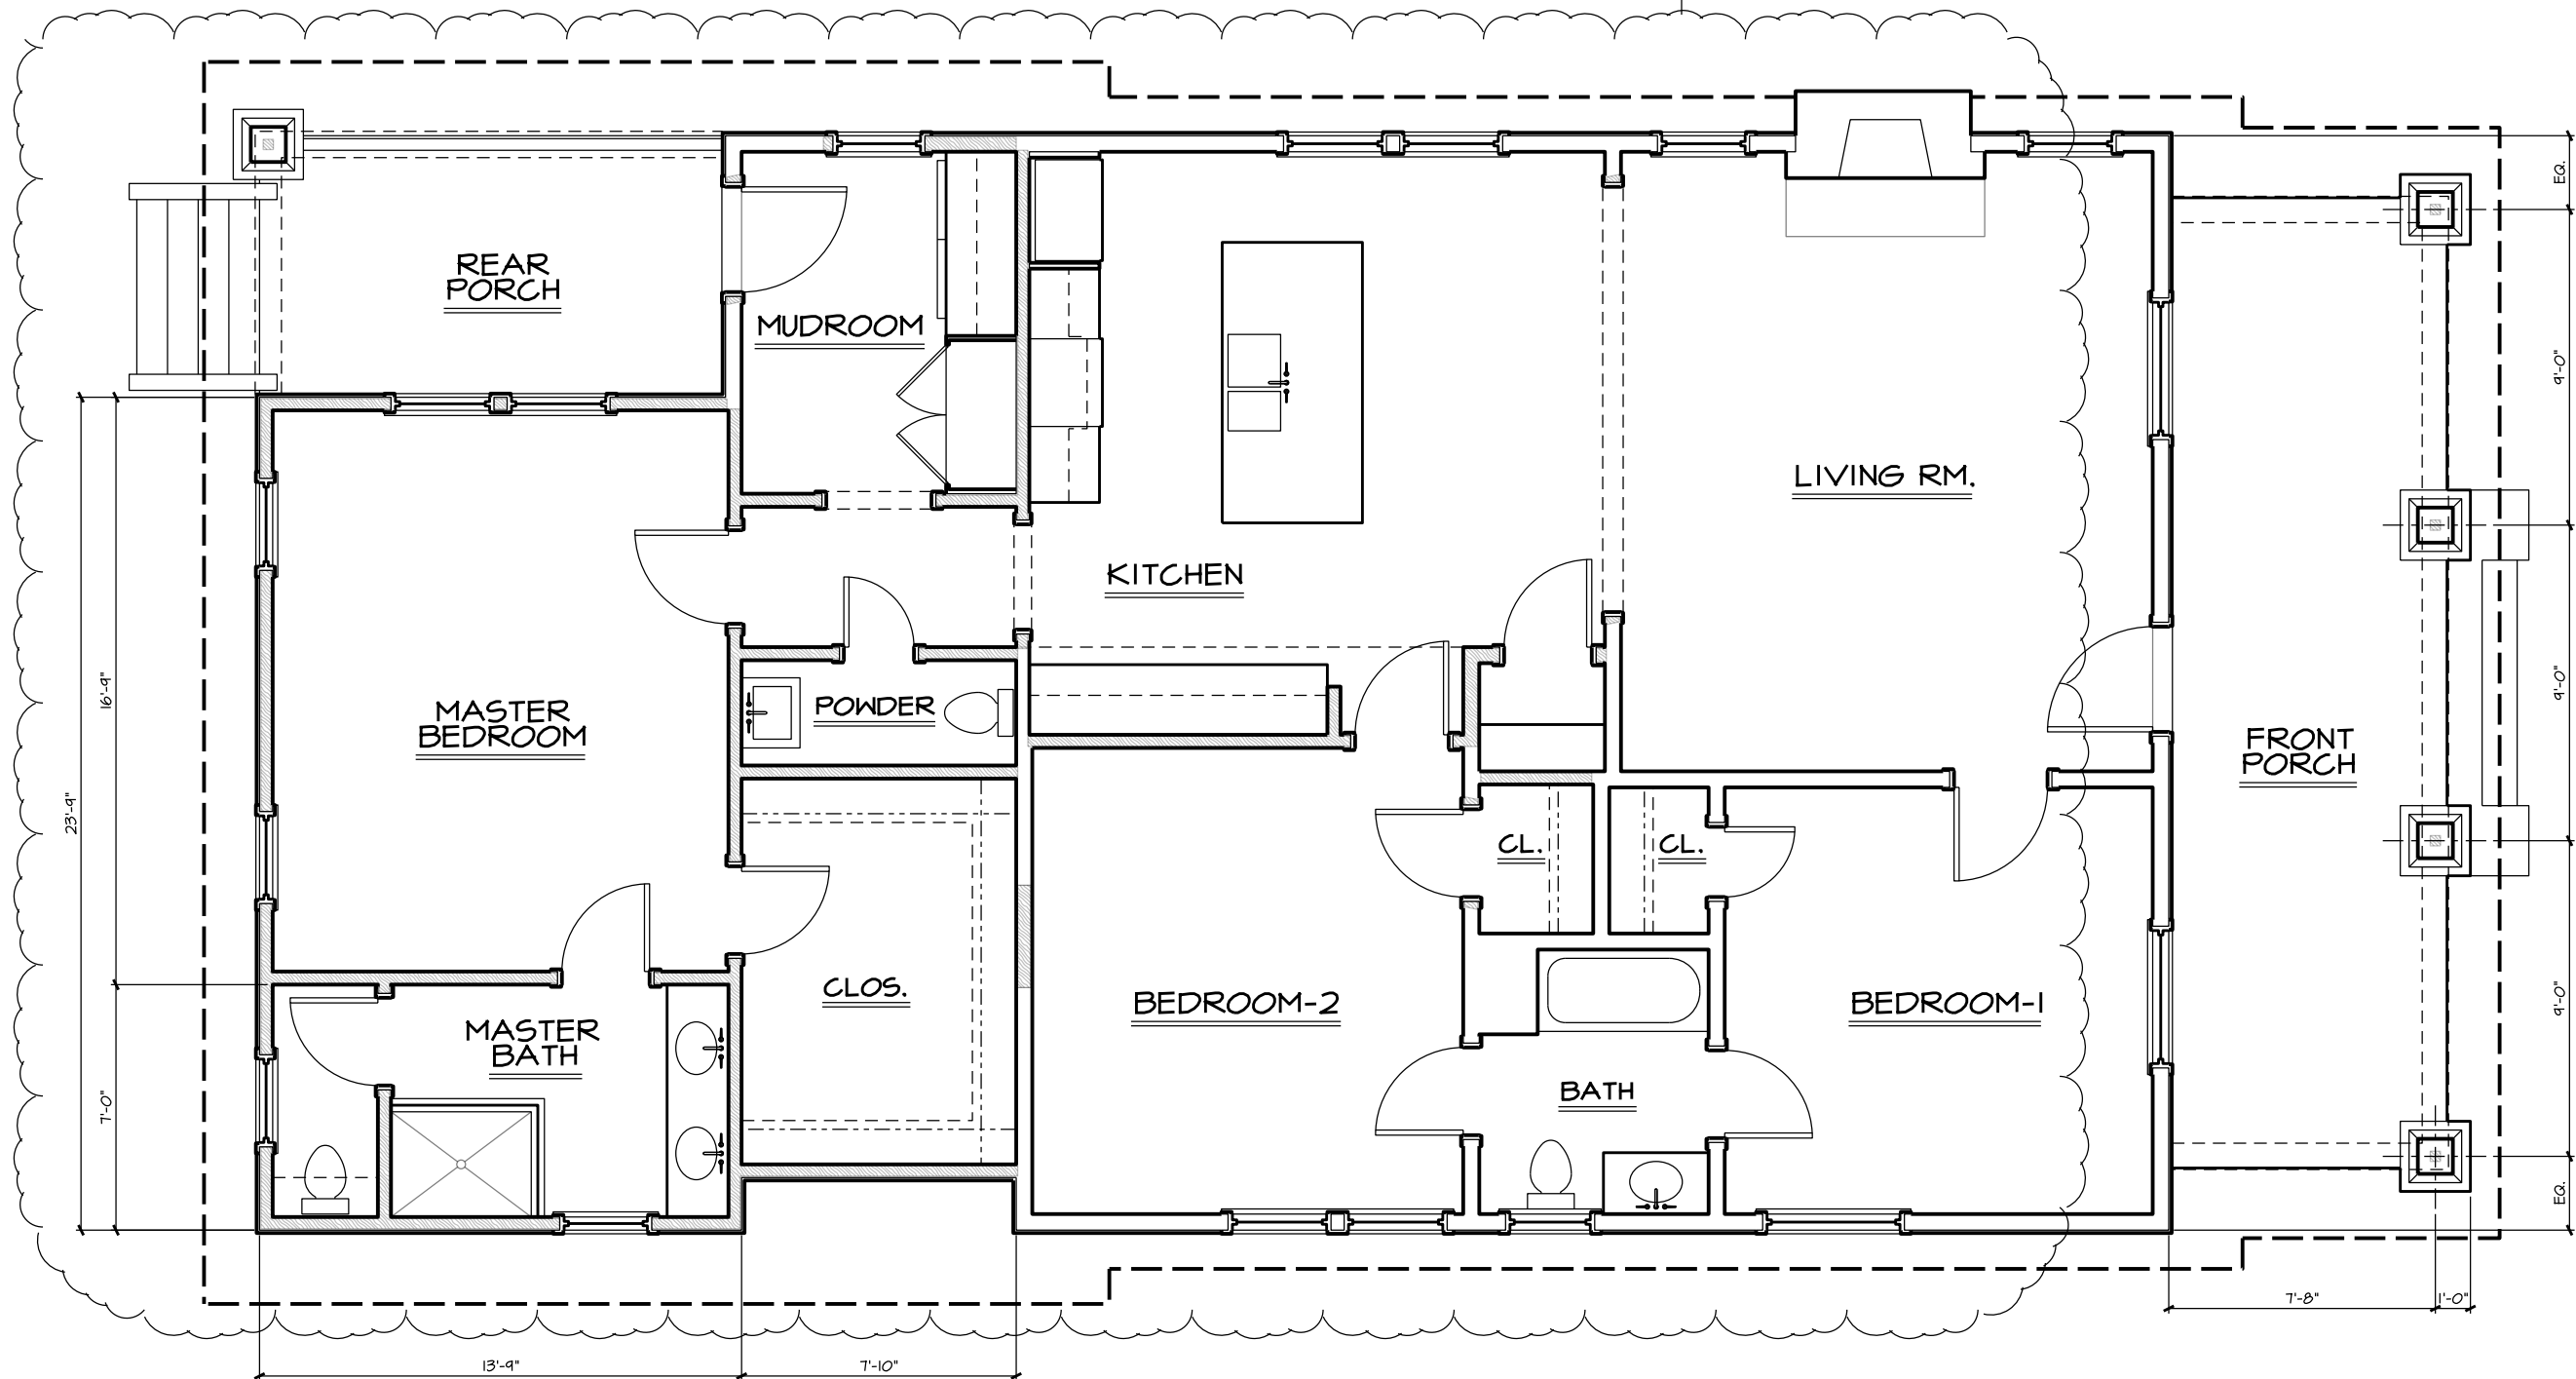 EQ.
REAR
PORCH
MUDROOM
9'-0"
LIVING RM.
KITCHEN
16'-9"
23'-9"
MASTER
BEDROOM
POWDER
9'-0"
FRONT
PORCH
CL.
CL.
CLOS.
BEDROOM-2
BEDROOM-1
9'-0"
MASTER
BATH
7'-0"
BATH
EQ.
7'-8"
1'-0"
13'-9"
7'-10"